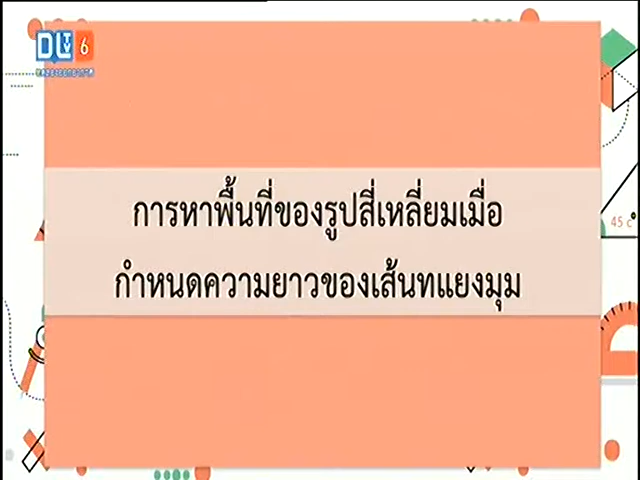 DLTV 6
การหาพื้นที่ของรูปสี่เหลี่ยมเมื่อ
กำหนดความยาวของเส้นทแยงมุม
45 c°